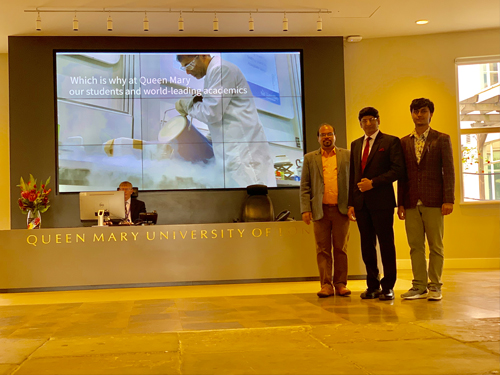 Which is why at Queen Mary
our students and world-leading academics
QUEEN MARY UNIVERSITY OF